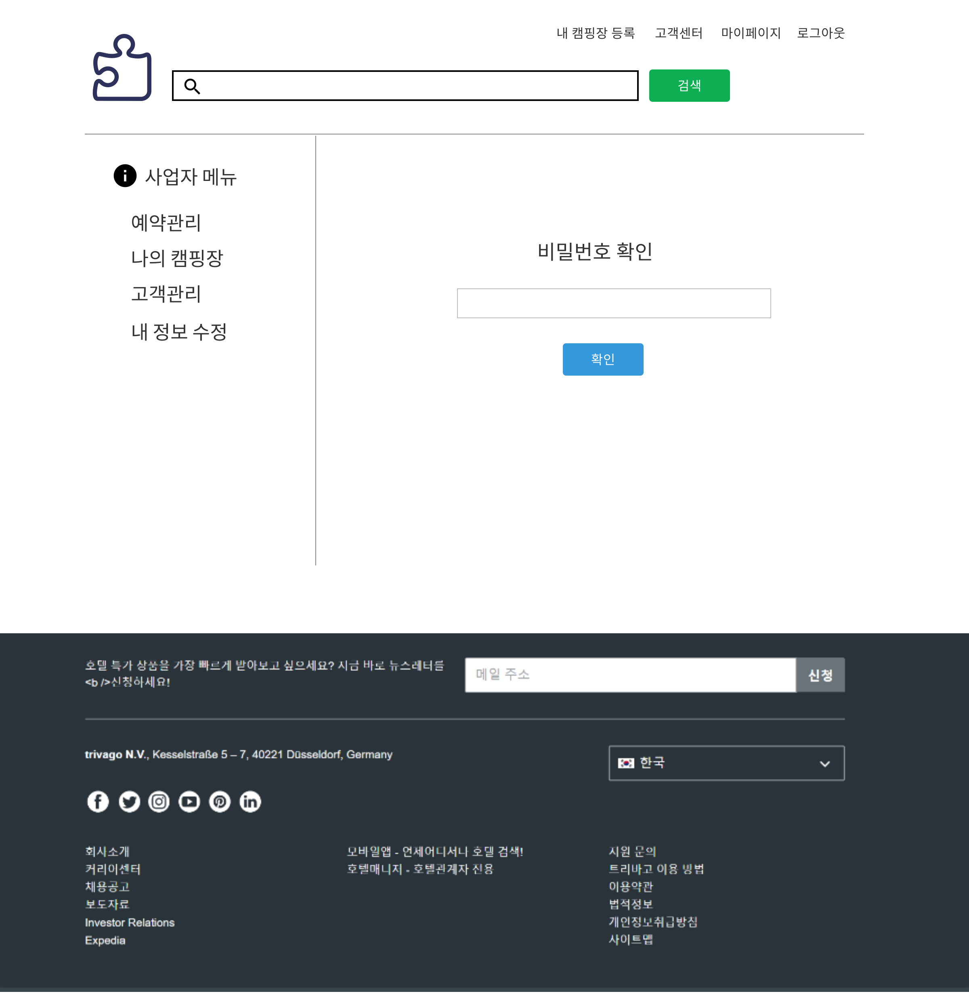 내 캠핑장 등록 고객센터 마이페이지 로그아웃
검색
사업자 메뉴
예약관리
나의 캠핑장
고객관리
내 정보 수정
비밀번호 확인
확인
호텔 특가 상품을 가장 빠르게 받아보고 싶으세요? 지금 바로 뉴스레터를
<b />신청하세요!
메일 주소
신청
trivago N.V., Kesselstraße 5 – 7, 40221 Düsseldorf, Germany
한국
회사소개
커리어센터
채용공고
보도자료
Investor Relations
Expedia
모바일앱 - 언제어디서나 호텔 검색!
호텔매니저 - 호텔관계자 전용
지원 문의
트리바고 이용 방법
이용약관
법적정보
개인정보취급방침
사이트맵